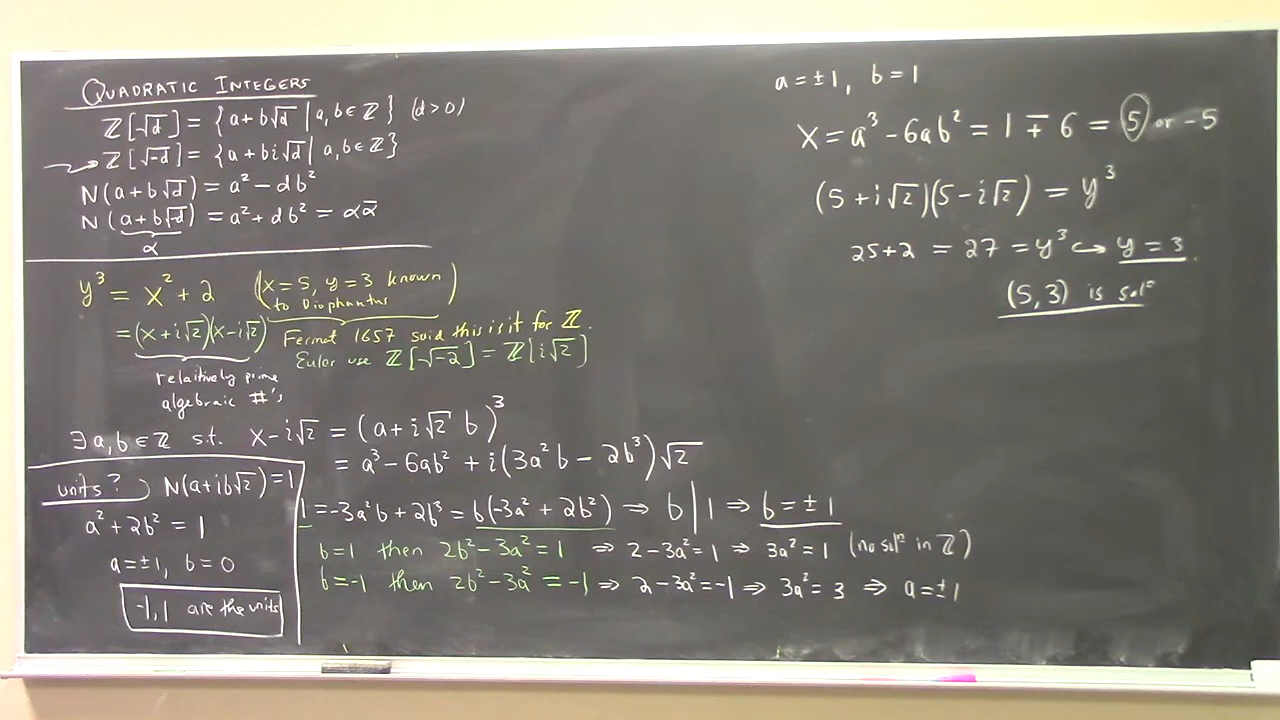 QUADRATIC INTEGERS
ℤ[√d] = {a+b√d | a,b∈ℤ} (d>0)
ℤ[√-d] = {a+bi√d | a,b∈ℤ}
N(a+b√d) = a² - db²
N(a+b√-d) = a² + db² = αᾱ
α
y³ = x² + 2 (x=5, y=3 known
to Diophantus)
= (x+i√2)(x-i√2)
Fermat 1657 said this is it for ℤ.
Euler use ℤ[√-2] = ℤ[i√2]
relaitively prime
algebraic #'s
∃a,b∈ℤ s.t. x-i√2 = (a+i√2 b)³
= a³ - 6ab² + i(3a²b - 2b³)√2
units? N(a+ib√2)=1
a² + 2b² = 1
a=±1, b=0
-1,1 are the units
1 = -3a²b + 2b³ = b(-3a² + 2b²) ⇒ b|1 ⇒ b=±1
b=1 then 2b²-3a²=1 ⇒ 2-3a²=1 ⇒ 3a²=1 (no solⁿ in ℤ)
b=-1 then 2b²-3a²=-1 ⇒ 2-3a²=-1 ⇒ 3a²=3 ⇒ a=±1
a=±1, b=1
x = a³ - 6ab² = 1 ∓ 6 = 5 or -5
(5+i√2)(5-i√2) = y³
25+2 = 27 = y³ ↪ y=3.
(5,3) is solⁿ